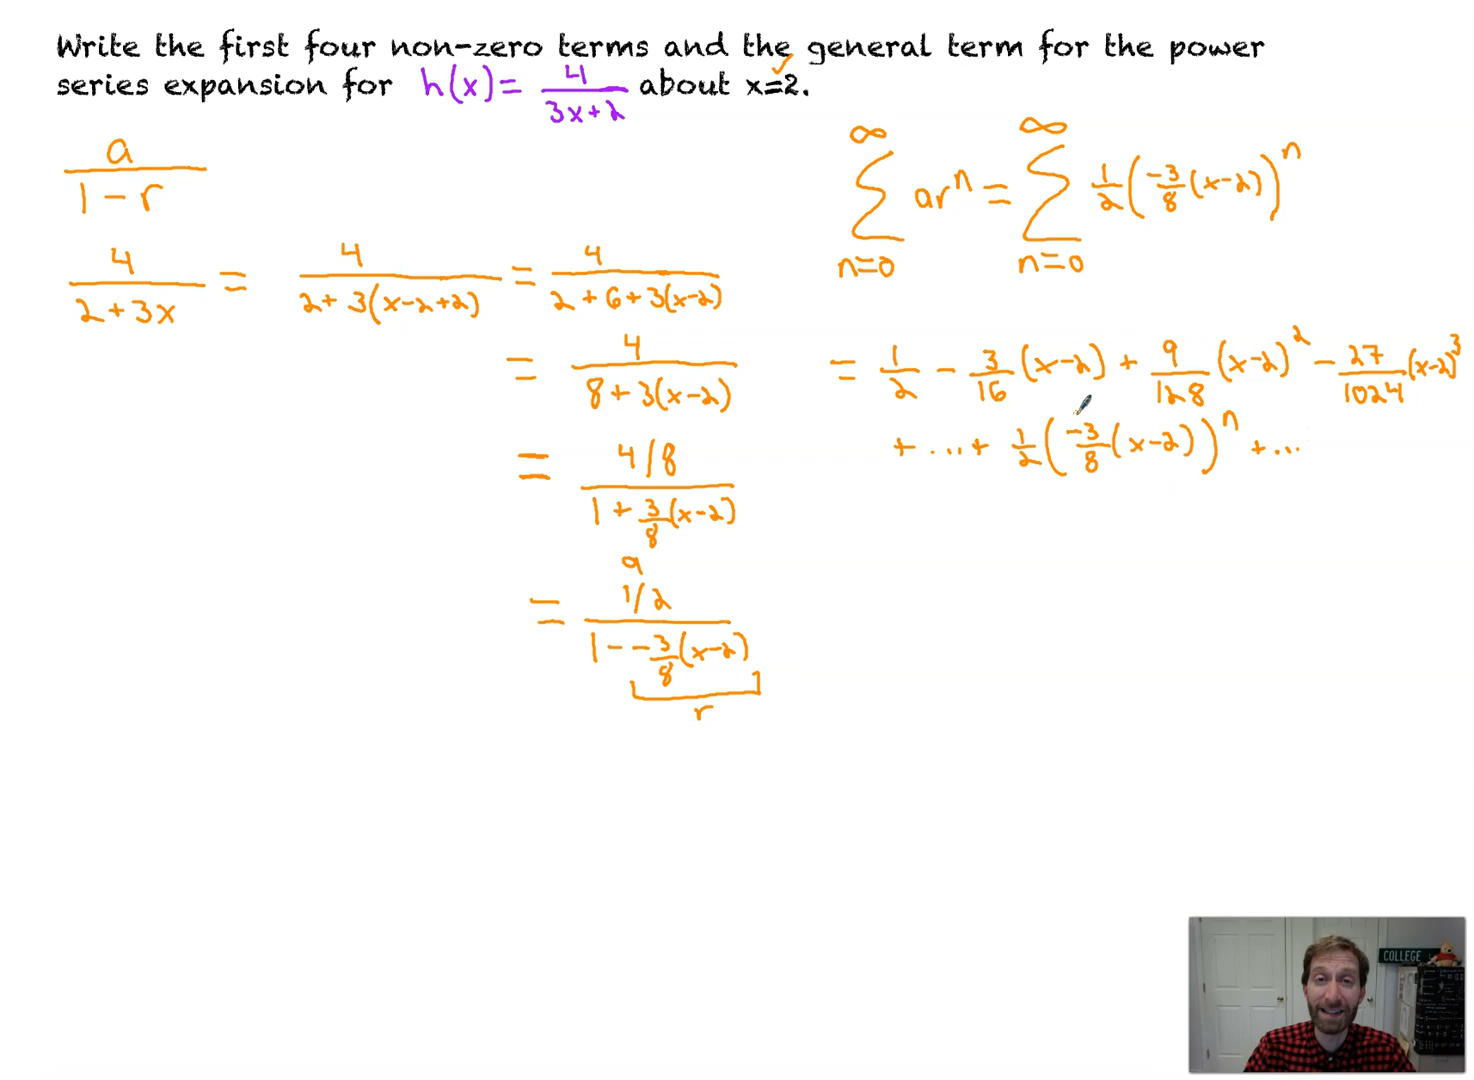 Write the first four non-zero terms and the general term for the power
series expansion for h(x) = 4/(3x+2) about x=2.
a/(1-r)
4/(2+3x) = 4/(2+3(x-2+2)) = 4/(2+6+3(x-2))
= 4/(8+3(x-2))
= (4/8)/(1+3/8(x-2))
a
= (1/2)/(1--3/8(x-2))
r
∞∑n=0 ar^n = ∞∑n=0 1/2(-3/8(x-2))^n
= 1/2 - 3/16(x-2) + 9/128(x-2)^2 - 27/1024(x-2)^3
+ ... + 1/2(-3/8(x-2))^n + ...
COLLEGE